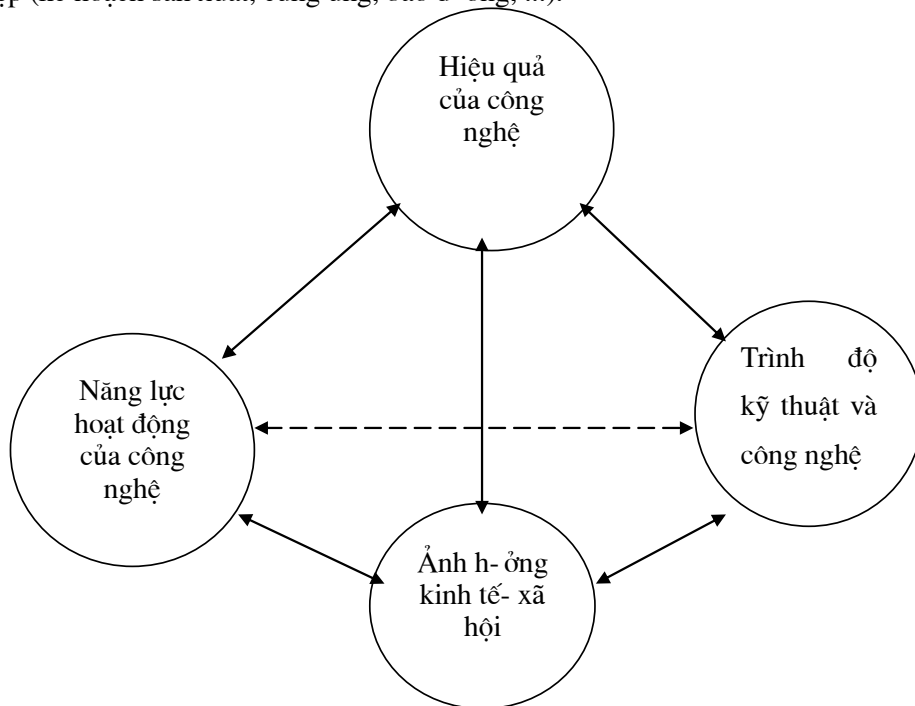 Hiệu quả
của công
nghệ
Trình độ
kỹ thuật và
công nghệ
Năng lực
hoạt động
của công
nghệ
Ảnh h- ởng
kinh tế- xã
hội